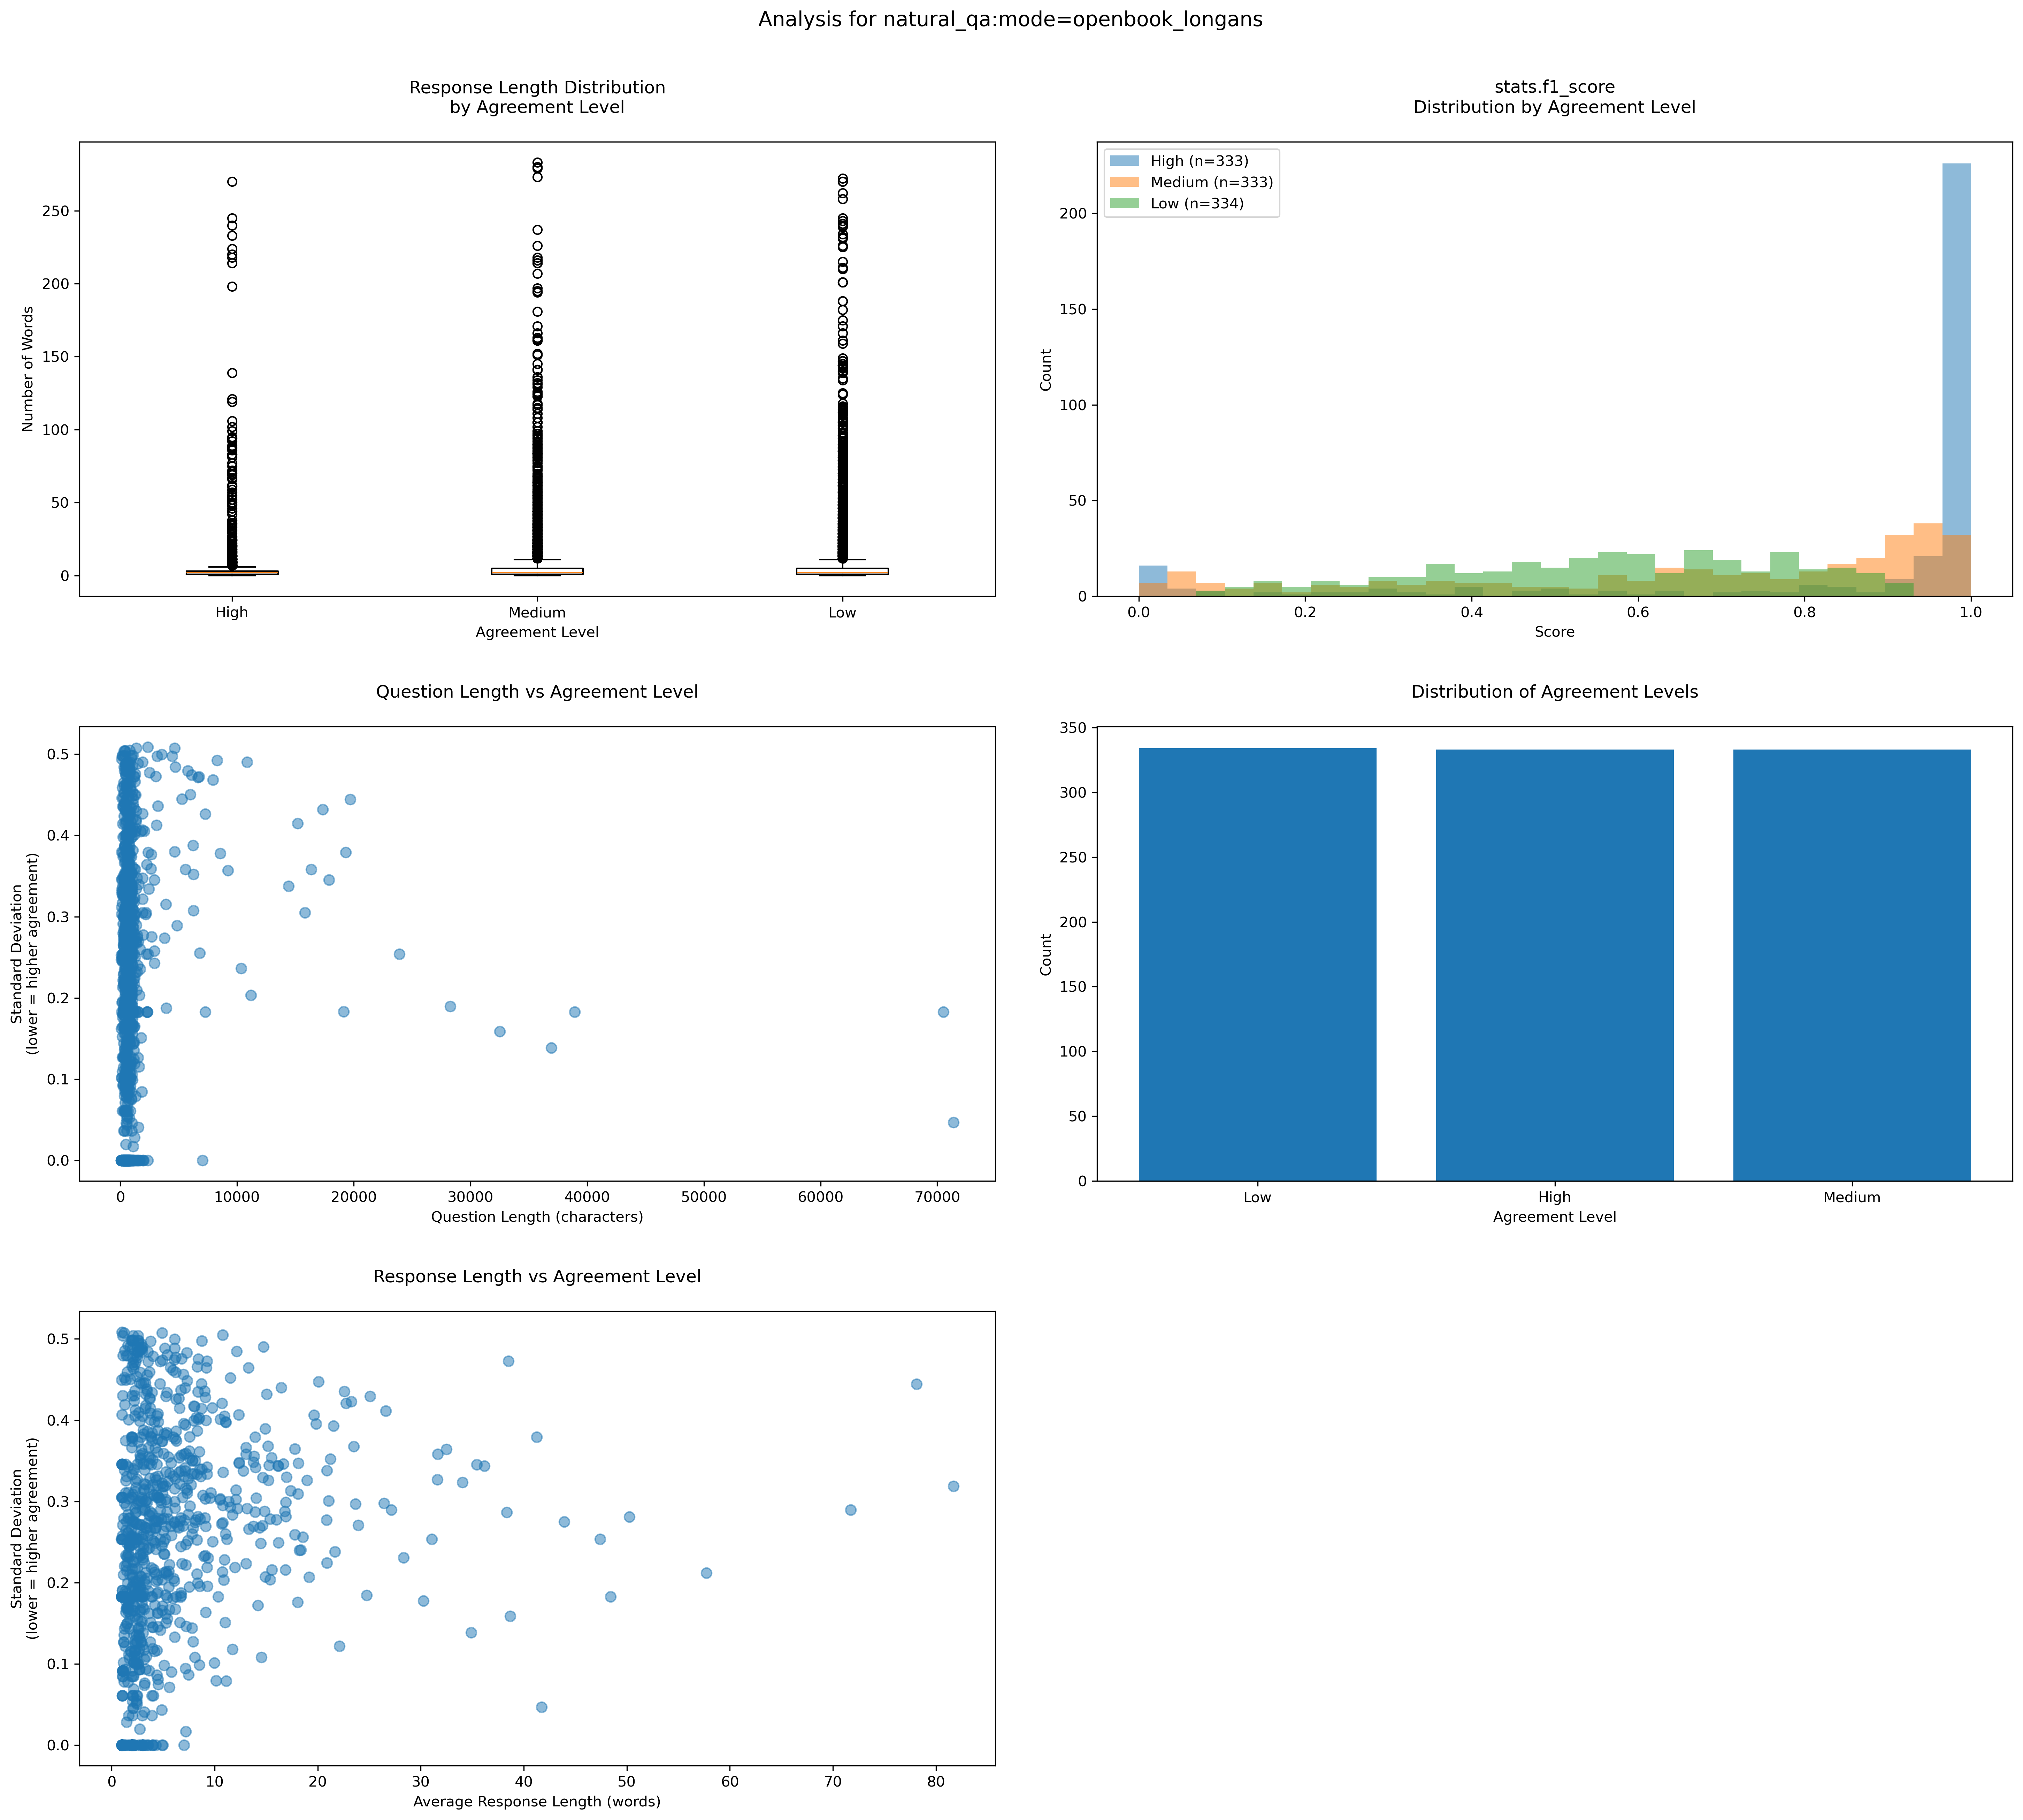 Analysis for natural_qa:mode=openbook_longans
Response Length Distribution
by Agreement Level
Number of Words
250
200
150
100
50
0
High
Medium
Low
Agreement Level
stats.f1_score
Distribution by Agreement Level
High (n=333)
Medium (n=333)
Low (n=334)
Count
200
150
100
50
0
0.0
0.2
0.4
0.6
0.8
1.0
Score
Question Length vs Agreement Level
Standard Deviation
(lower = higher agreement)
0.5
0.4
0.3
0.2
0.1
0.0
0
10000
20000
30000
40000
50000
60000
70000
Question Length (characters)
Distribution of Agreement Levels
Count
350
300
250
200
150
100
50
0
Low
High
Medium
Agreement Level
Response Length vs Agreement Level
Standard Deviation
(lower = higher agreement)
0.5
0.4
0.3
0.2
0.1
0.0
0
10
20
30
40
50
60
70
80
Average Response Length (words)